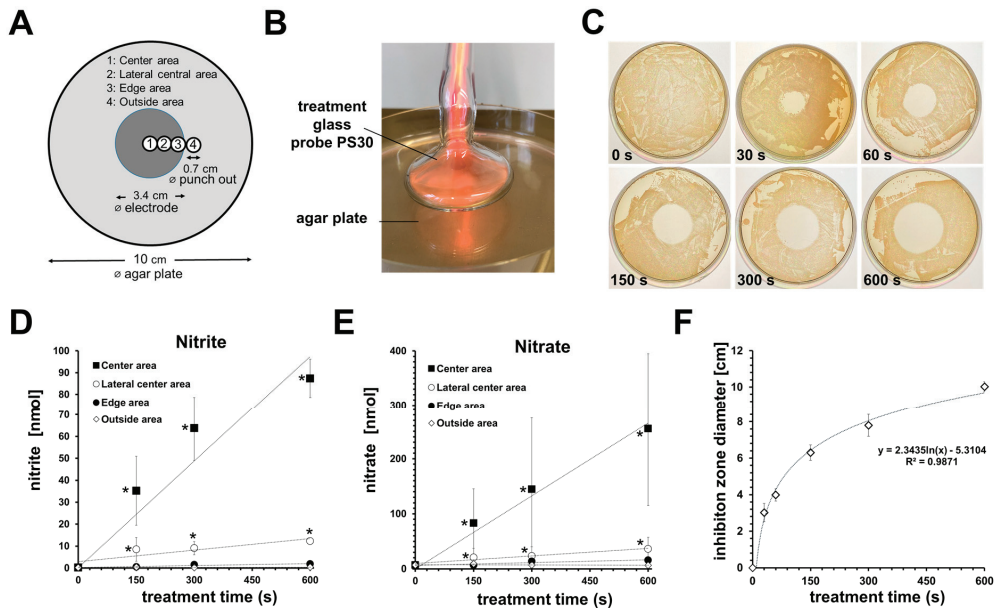 A
1: Center area
2: Lateral central area
3: Edge area
4: Outside area
1 2 3 4
0.7 cm
⌀ punch out
3.4 cm
⌀ electrode
10 cm
⌀ agar plate
B
treatment
glass
probe PS30
agar plate
C
0 s
30 s
60 s
150 s
300 s
600 s
D
Nitrite
nitrite [nmol]
100
90
80
70
60
50
40
30
20
10
0
Center area
Lateral center area
Edge area
Outside area
*
*
*
*
*
*
0 150 300 450 600
treatment time (s)
E
Nitrate
nitrate [nmol]
400
300
200
100
0
Center area
Lateral center area
Edge area
Outside area
*
*
*
*
*
*
0 150 300 450 600
treatment time (s)
F
inhibiton zone diameter [cm]
12
10
8
6
4
2
0
y = 2.3435ln(x) - 5.3104
R² = 0.9871
0 150 300 450 600
treatment time (s)